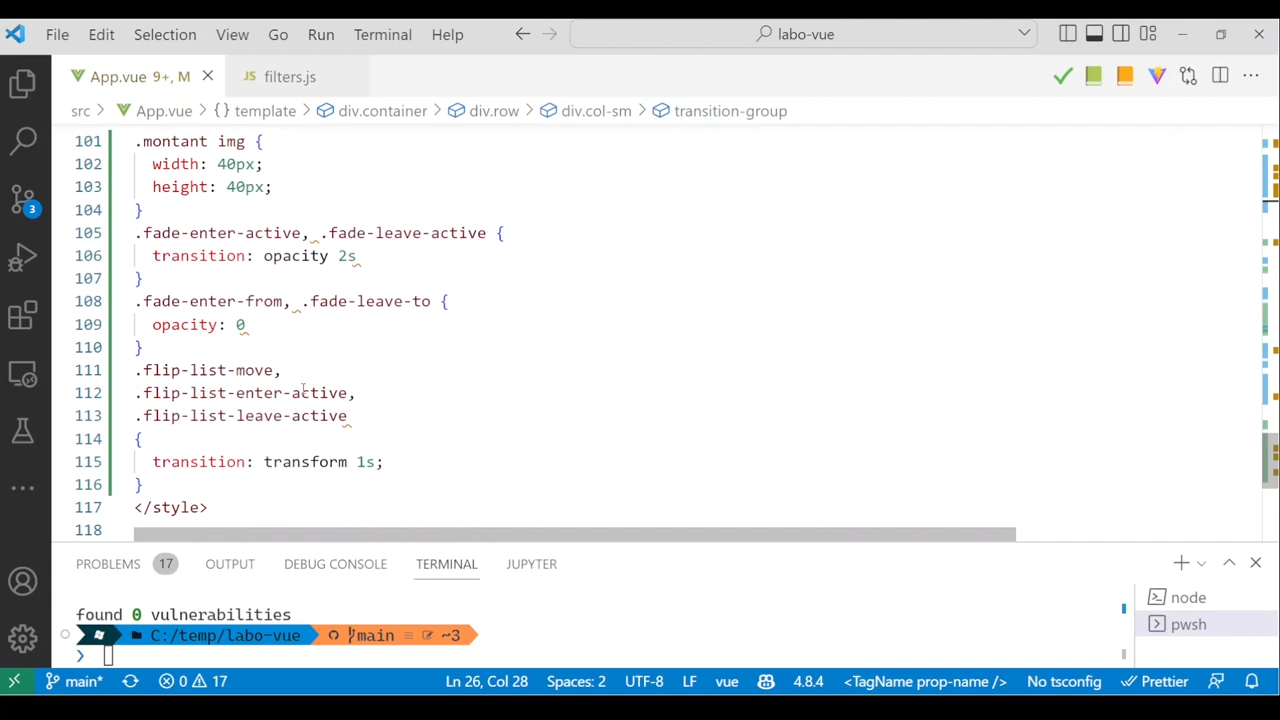 File Edit Selection View Go Run Terminal Help labo-vue
App.vue 9+, M filters.js
src > App.vue > {} template > div.container > div.row > div.col-sm > transition-group
101 .montant img {
102 width: 40px;
103 height: 40px;
104 }
105 .fade-enter-active, .fade-leave-active {
106 transition: opacity 2s
107 }
108 .fade-enter-from, .fade-leave-to {
109 opacity: 0
110 }
111 .flip-list-move,
112 .flip-list-enter-active,
113 .flip-list-leave-active
114 {
115 transition: transform 1s;
116 }
117 </style>
118
3
PROBLEMS 17 OUTPUT DEBUG CONSOLE TERMINAL JUPYTER
found 0 vulnerabilities
C:/temp/labo-vue main ≡ ~3
❯
node
pwsh
main* 0 17 Ln 26, Col 28 Spaces: 2 UTF-8 LF vue 4.8.4 <TagName prop-name /> No tsconfig Prettier